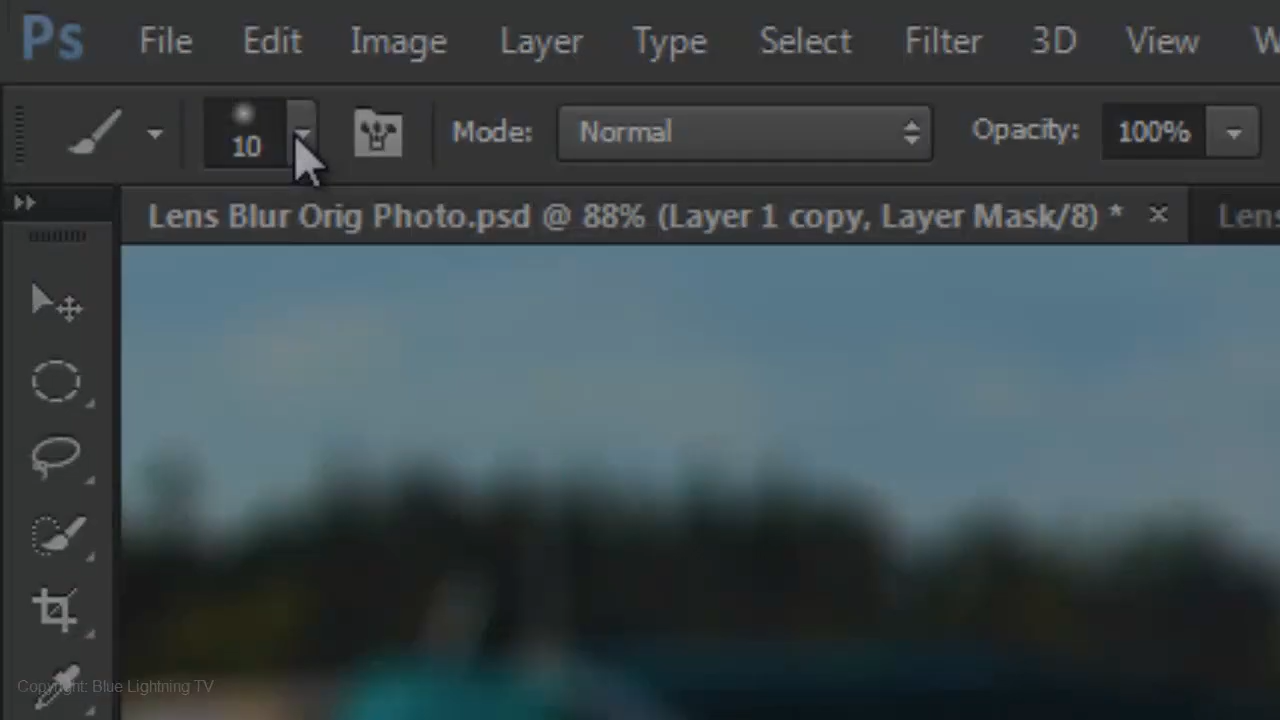 Ps File Edit Image Layer Type Select Filter 3D View
10 Mode: Normal Opacity: 100%
Lens Blur Orig Photo.psd @ 88% (Layer 1 copy, Layer Mask/8) * × Lens
Copyright: Blue Lightning TV